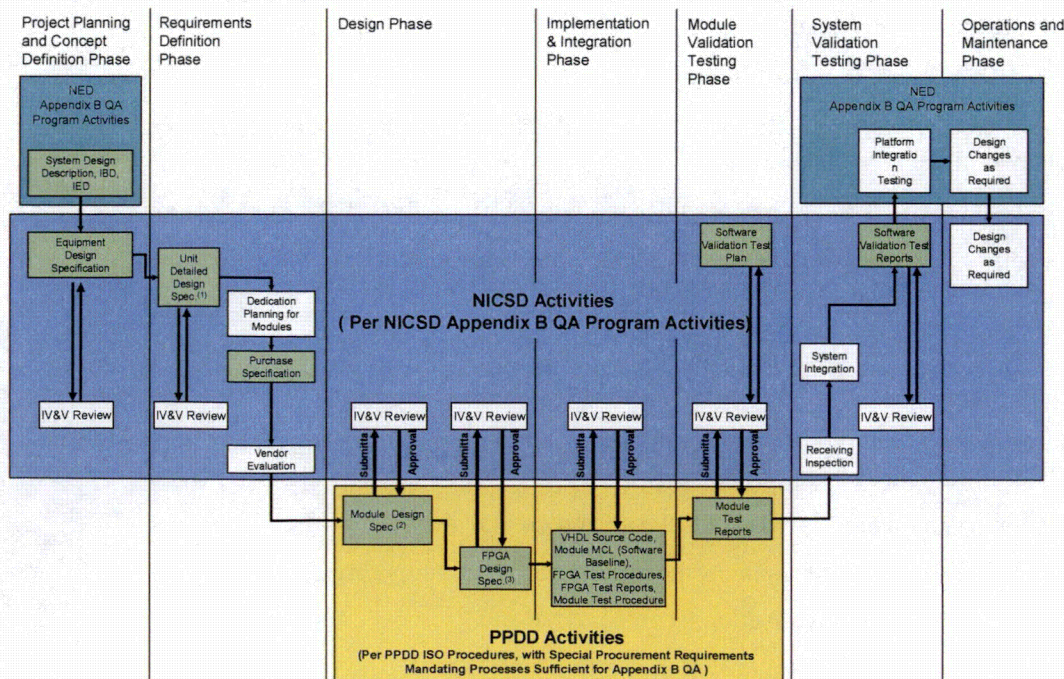 Project Planning
and Concept
Definition Phase
Requirements
Definition
Phase
Design Phase
Implementation
& Integration
Phase
Module
Validation
Testing
Phase
System
Validation
Testing Phase
Operations and
Maintenance
Phase
NED
Appendix B QA
Program Activities
System Design
Description, IBD,
IED
NED
Appendix B QA Program Activities
Platform
Integratio
n
Testing
Design
Changes
as
Required
Equipment
Design
Specification
Unit
Detailed
Design
Spec.(1)
Dedication
Planning for
Modules
Purchase
Specification
Vendor
Evaluation
IV&V Review
IV&V Review
NICSD Activities
( Per NICSD Appendix B QA Program Activities)
Software
Validation Test
Plan
Software
Validation Test
Reports
Design
Changes
as
Required
System
Integration
Receiving
Inspection
IV&V Review
IV&V Review
IV&V Review
IV&V Review
IV&V Review
Submitta
Approval
Submitta
Approval
Submitta
Approval
Submitta
Approval
Module Design
Spec.(2)
FPGA
Design
Spec.(3)
VHDL Source Code,
Module MCL (Software
Baseline),
FPGA Test Procedures,
FPGA Test Reports,
Module Test Procedure
Module
Test
Reports
PPDD Activities
(Per PPDD ISO Procedures, with Special Procurement Requirements
Mandating Processes Sufficient for Appendix B QA )